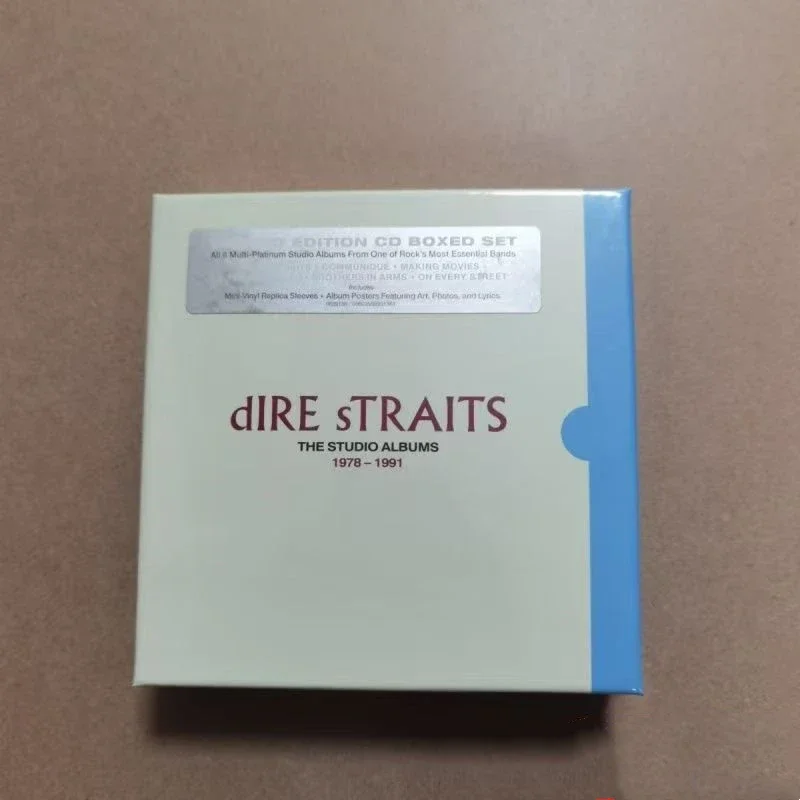 EDITION CD BOXED SET
All 6 Multi-Platinum Studio Albums From One of Rock's Most Essential Bands
COMMUNIQUE • MAKING MOVIES
BROTHERS IN ARMS • ON EVERY STREET
Includes
Mini-Vinyl Replica Sleeves • Album Posters Featuring Art, Photos, and Lyrics
dIRE sTRAITS
THE STUDIO ALBUMS
1978 – 1991